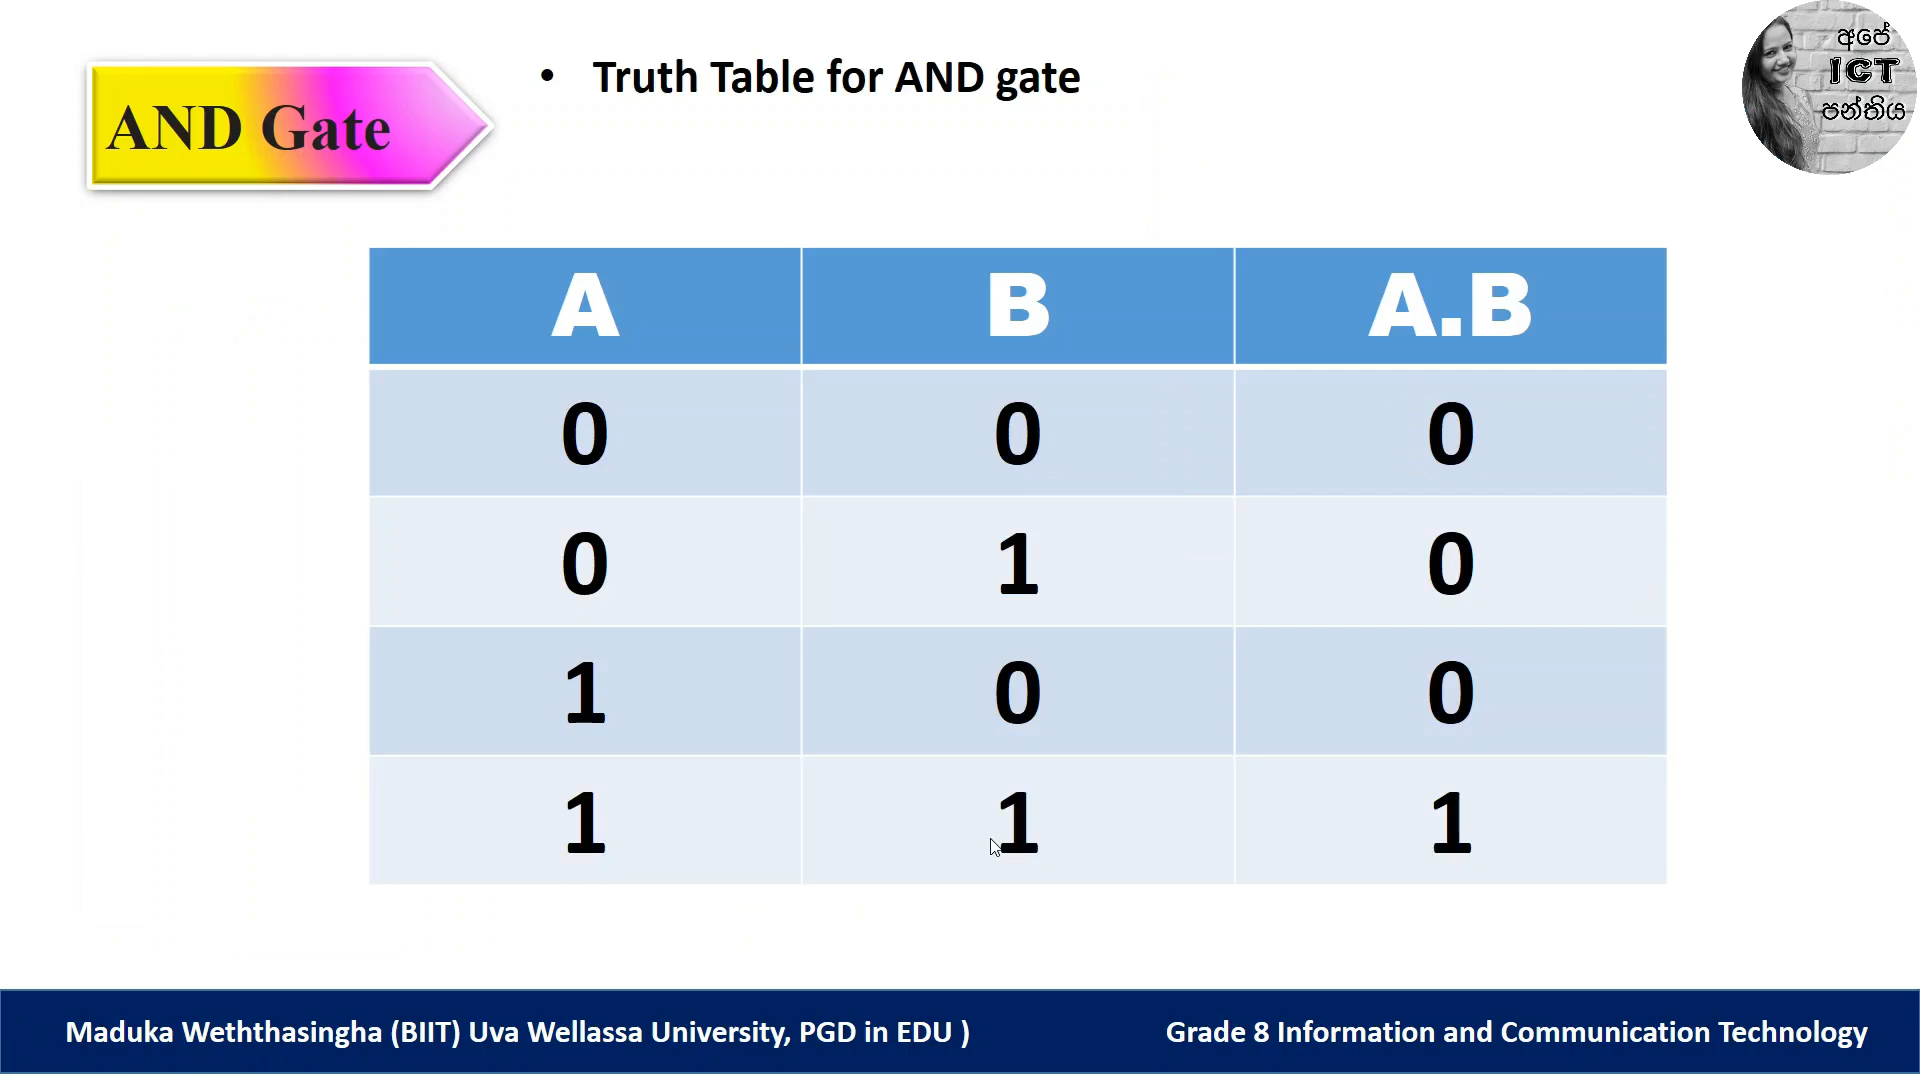 AND Gate
• Truth Table for AND gate
අපේ
ICT
පන්තිය
A B A.B
0 0 0
0 1 0
1 0 0
1 1 1
Maduka Weththasingha (BIIT) Uva Wellassa University, PGD in EDU )
Grade 8 Information and Communication Technology